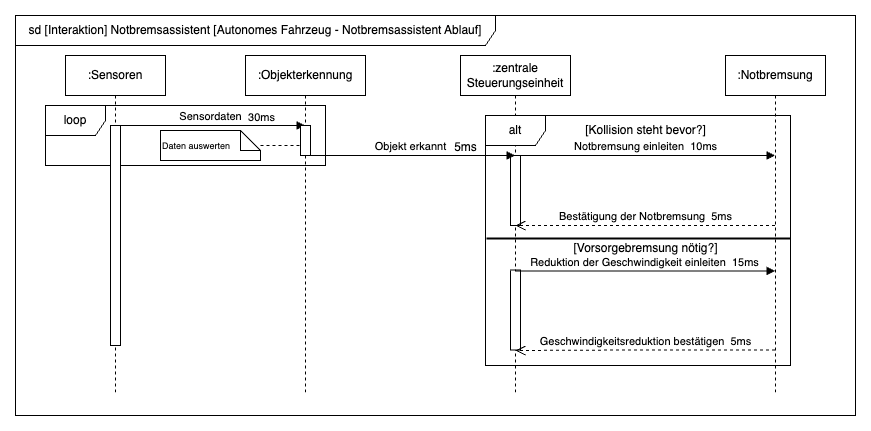 sd [Interaktion] Notbremsassistent [Autonomes Fahrzeug - Notbremsassistent Ablauf]
:Sensoren
:Objekterkennung
:zentrale
Steuerungseinheit
:Notbremsung
loop
Sensordaten 30ms
Daten auswerten
Objekt erkannt 5ms
alt
[Kollision steht bevor?]
Notbremsung einleiten 10ms
Bestätigung der Notbremsung 5ms
[Vorsorgebremsung nötig?]
Reduktion der Geschwindigkeit einleiten 15ms
Geschwindigkeitsreduktion bestätigen 5ms